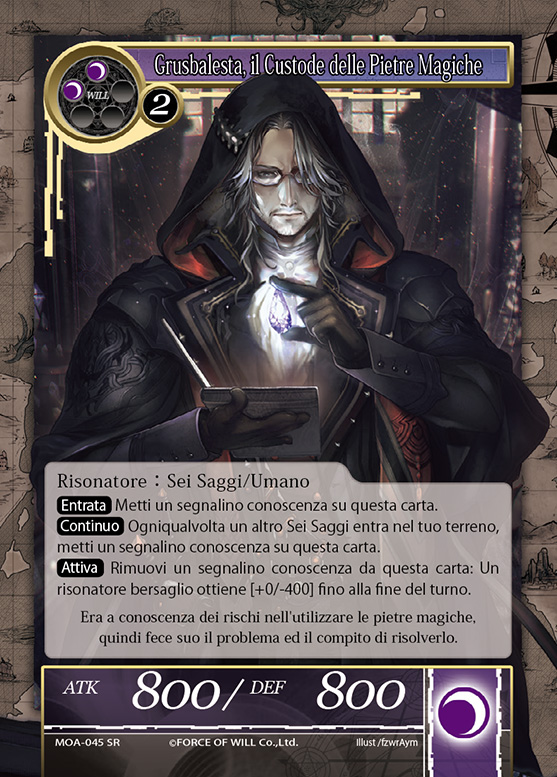 Grusbalesta, il Custode delle Pietre Magiche
WILL
2
Risonatore : Sei Saggi/Umano
Entrata Metti un segnalino conoscenza su questa carta.
Continuo Ogniqualvolta un altro Sei Saggi entra nel tuo terreno,
metti un segnalino conoscenza su questa carta.
Attiva Rimuovi un segnalino conoscenza da questa carta: Un
risonatore bersaglio ottiene [+0/-400] fino alla fine del turno.
Era a conoscenza dei rischi nell'utilizzare le pietre magiche,
quindi fece suo il problema ed il compito di risolverlo.
ATK 800/ DEF 800
MOA-045 SR ©FORCE OF WILL Co.,Ltd. Illust /fzwrAym